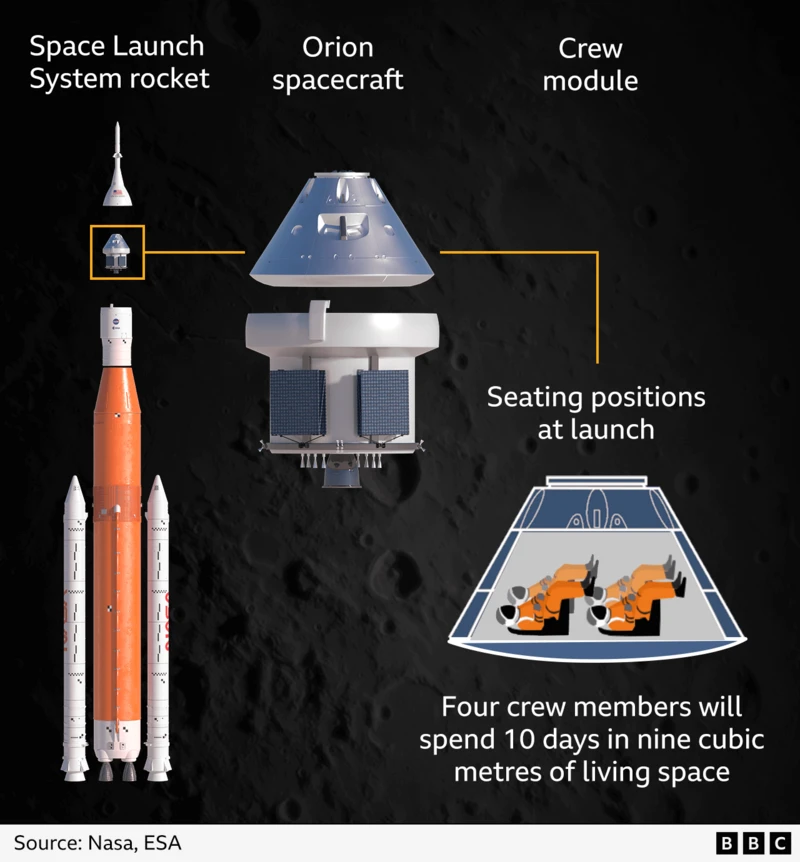 Space Launch
System rocket
Orion
spacecraft
Crew
module
Seating positions
at launch
NASA
Four crew members will
spend 10 days in nine cubic
metres of living space
Source: Nasa, ESA
BBC